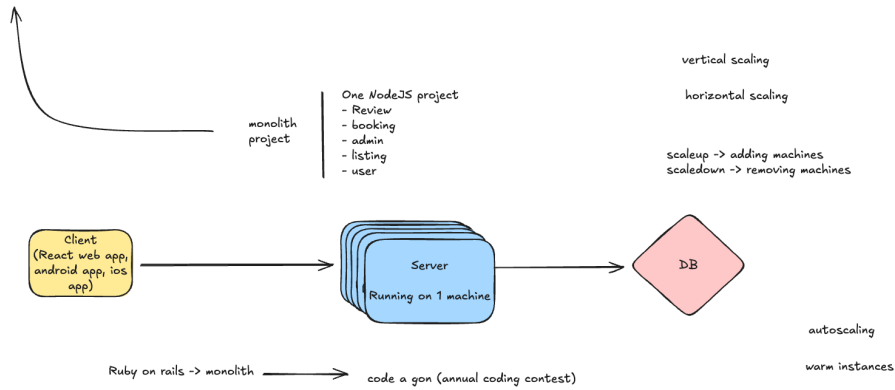 vertical scaling
One NodeJS project
- Review
- booking
- admin
- listing
- user
monolith
project
horizontal scaling
scaleup -> adding machines
scaledown -> removing machines
Client
(React web app,
android app, ios
app)
Server
Running on 1 machine
DB
autoscaling
warm instances
Ruby on rails -> monolith
code a gon (annual coding contest)